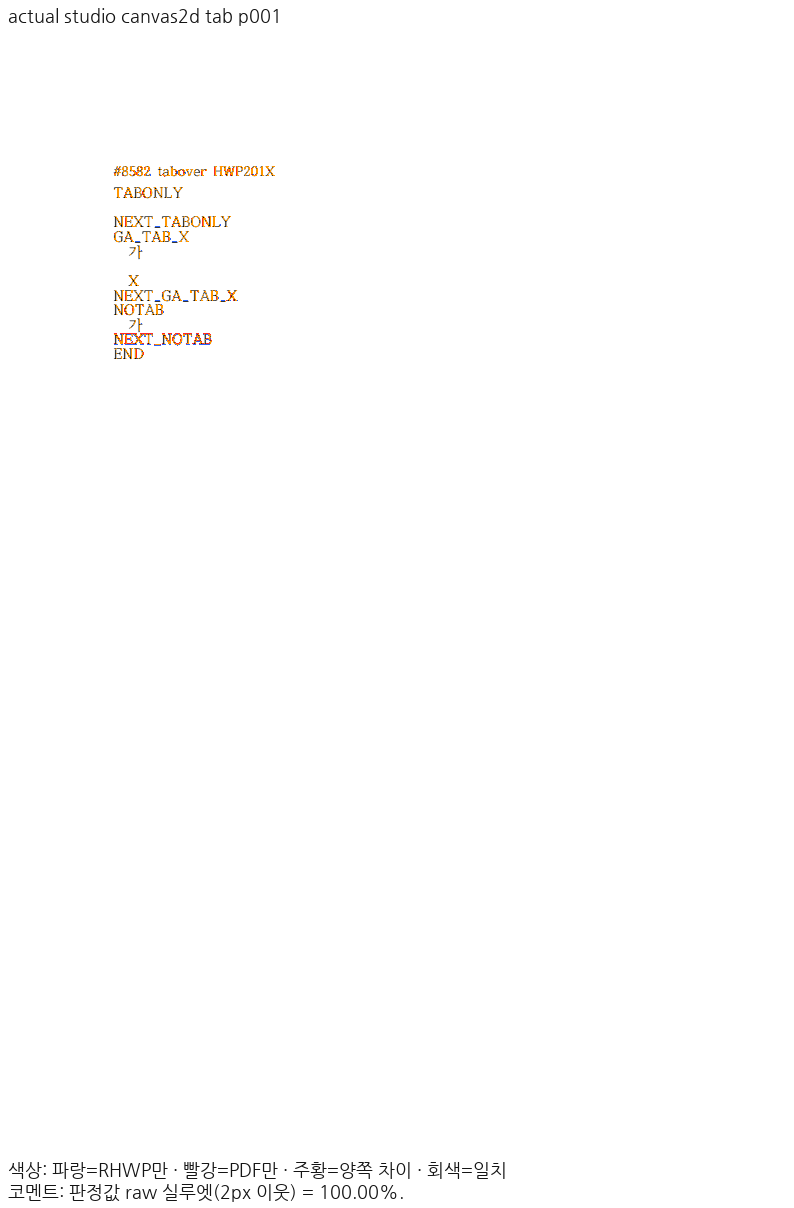 actual studio canvas2d tab p001
#8582 tabover HWP201X
TABONLY
NEXT_TABONLY
GA_TAB_X
가
X
NEXT_GA_TAB_X
NOTAB
가
NEXT_NOTAB
END
색상: 파랑=RHWP만 · 빨강=PDF만 · 주황=양쪽 차이 · 회색=일치
코멘트: 판정값 raw 실루엣(2px 이웃) = 100.00%.